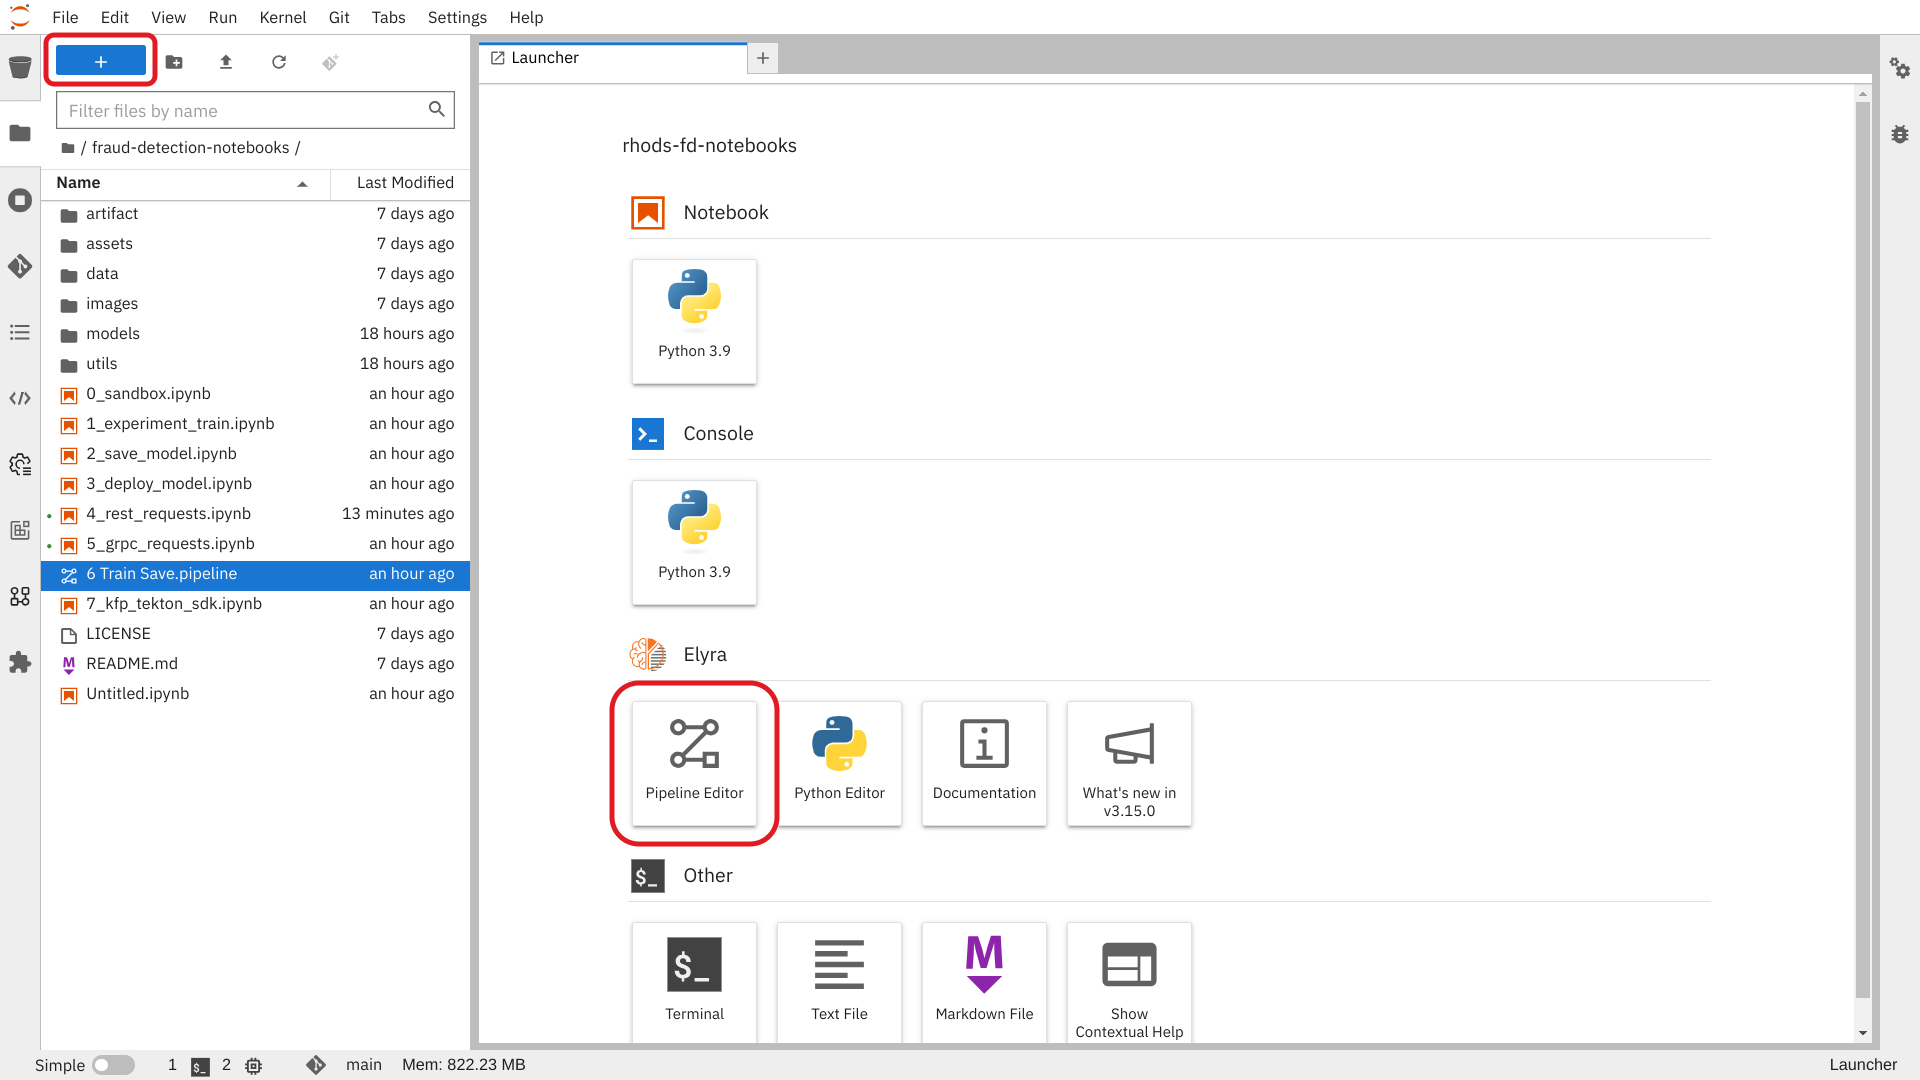 File Edit View Run Kernel Git Tabs Settings Help
Launcher
Filter files by name
/ fraud-detection-notebooks /
Name Last Modified
artifact 7 days ago
assets 7 days ago
data 7 days ago
images 7 days ago
models 18 hours ago
utils 18 hours ago
0_sandbox.ipynb an hour ago
1_experiment_train.ipynb an hour ago
2_save_model.ipynb an hour ago
3_deploy_model.ipynb an hour ago
4_rest_requests.ipynb 13 minutes ago
5_grpc_requests.ipynb an hour ago
6 Train Save.pipeline an hour ago
7_kfp_tekton_sdk.ipynb an hour ago
LICENSE 7 days ago
README.md 7 days ago
Untitled.ipynb an hour ago
rhods-fd-notebooks
Notebook
Python 3.9
Console
Python 3.9
Elyra
Pipeline Editor
Python Editor
Documentation
What's new in
v3.15.0
$_ Other
$_
Terminal
Text File
M
Markdown File
Show
Contextual Help
Simple 1 $_ 2 main Mem: 822.23 MB Launcher